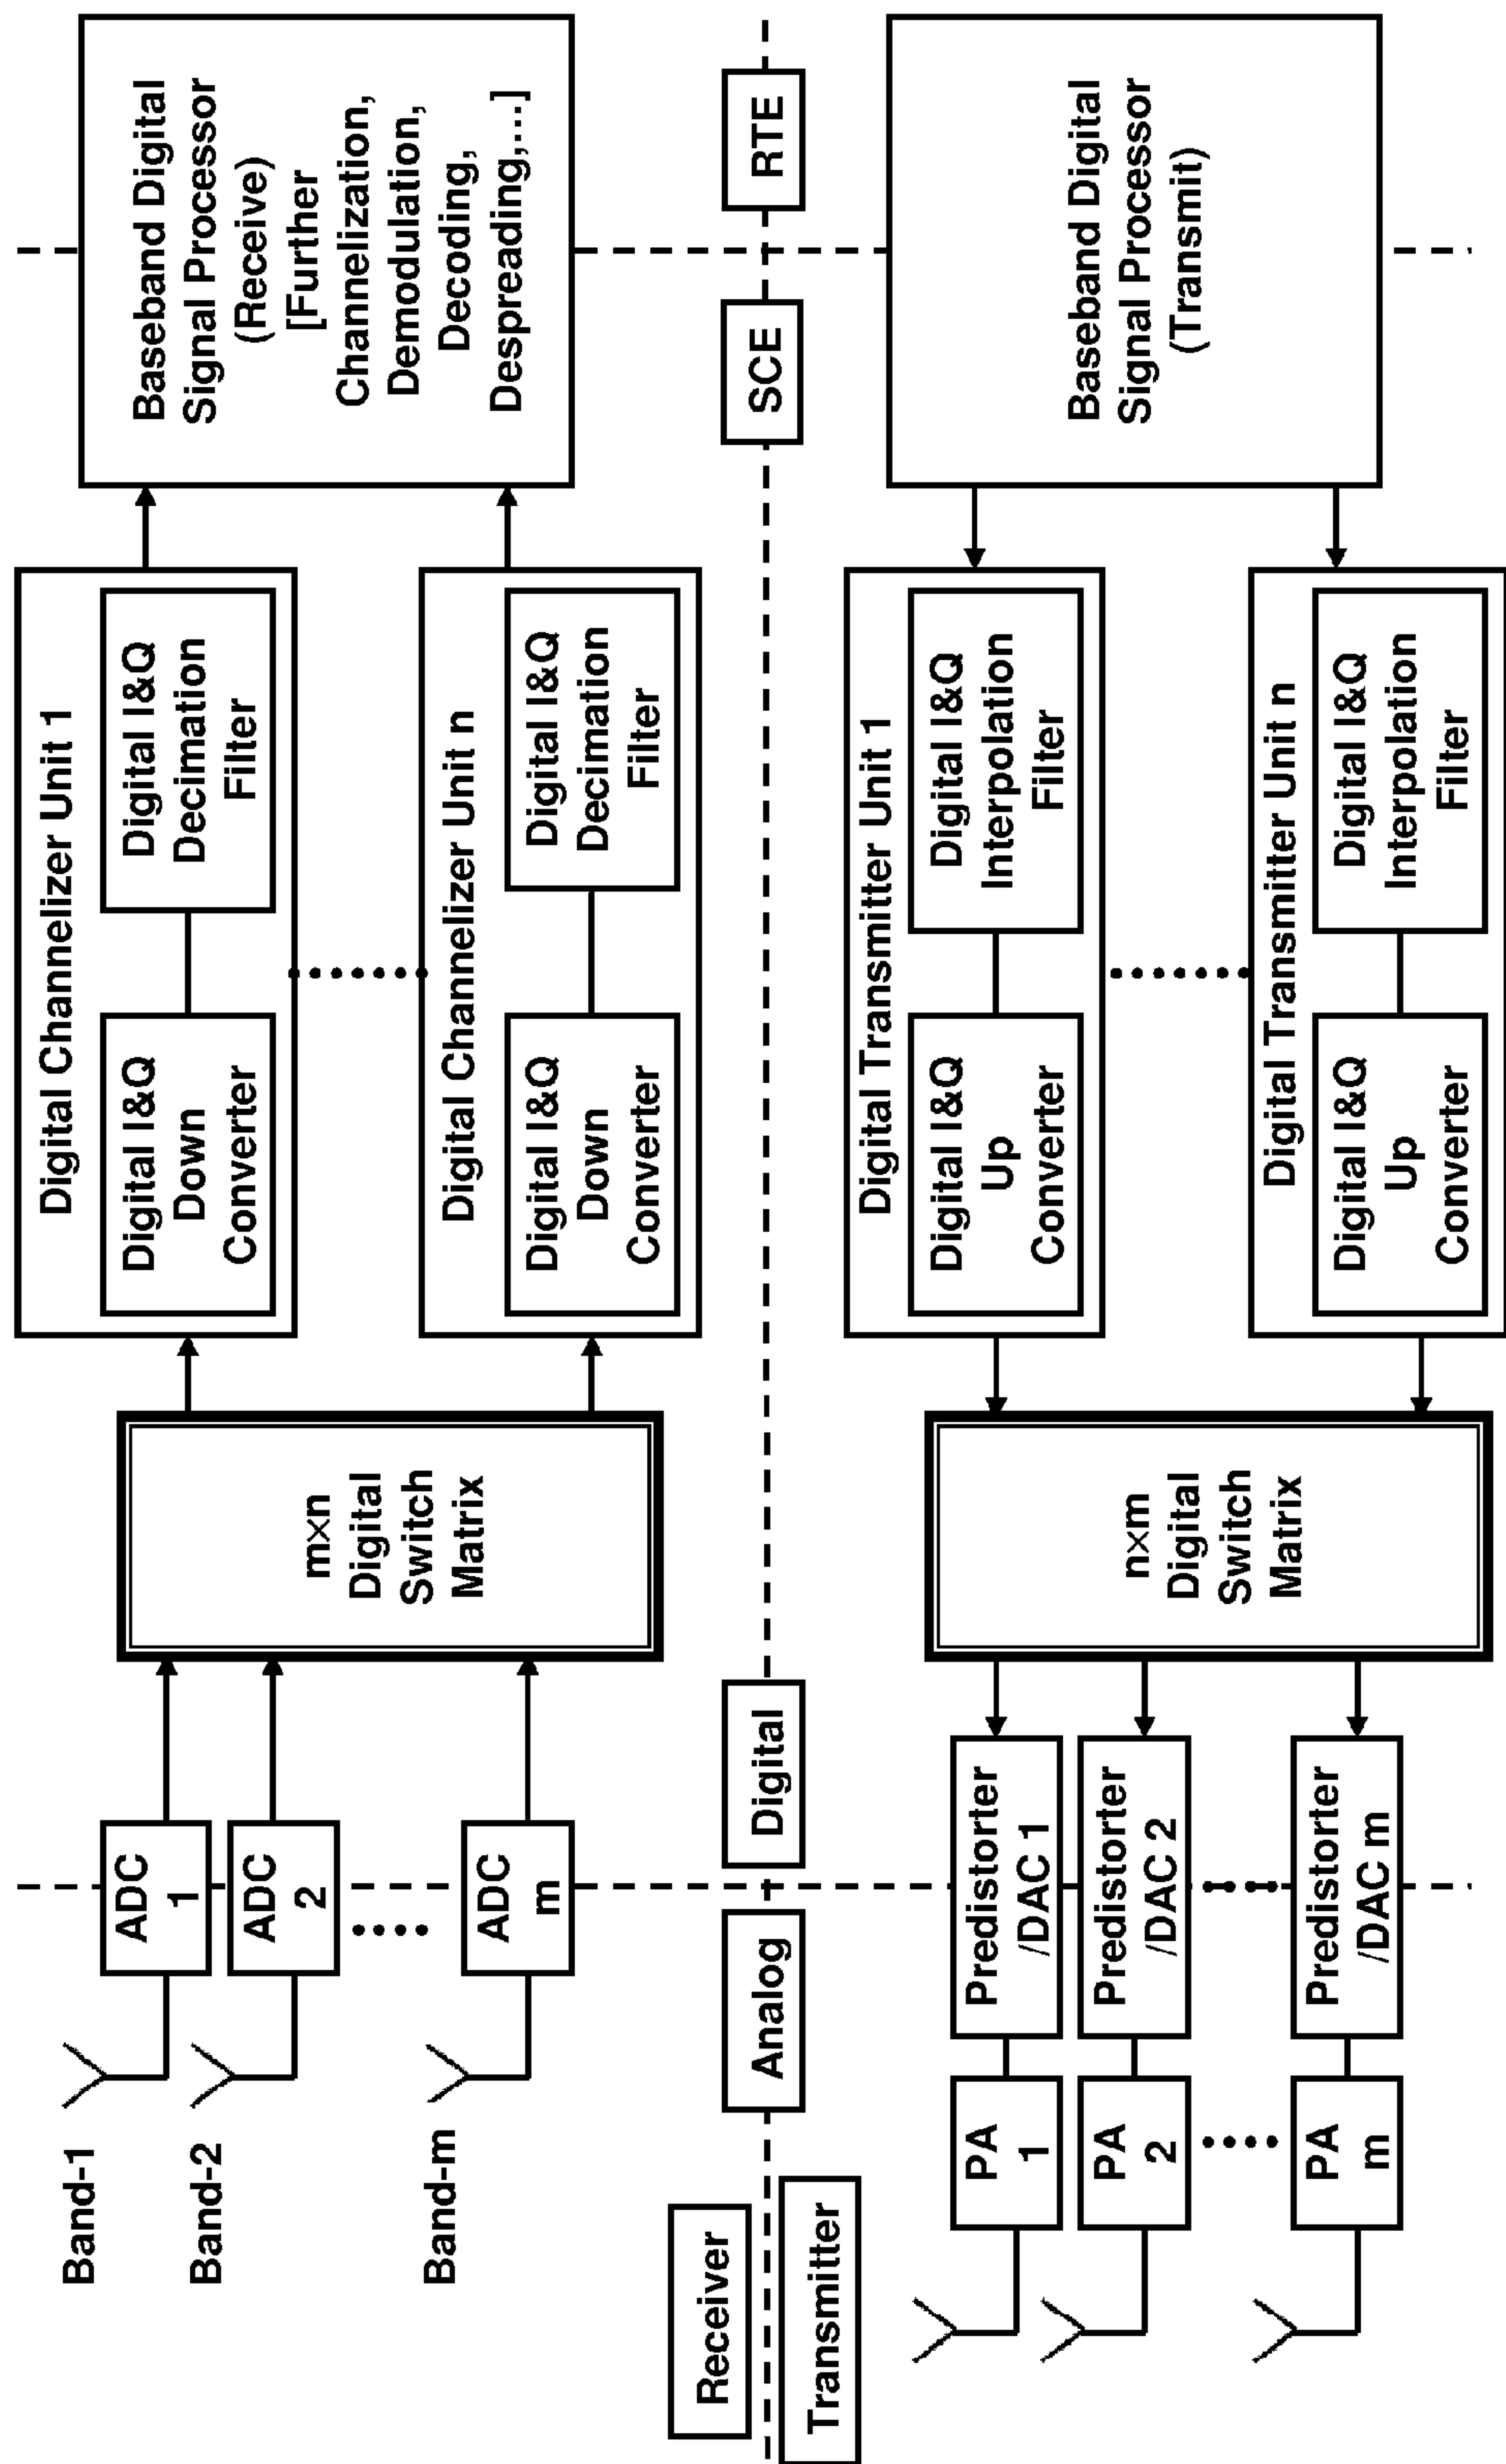 Band-1
Band-2
Band-m
ADC
1
ADC
2
ADC
m
m×n
Digital
Switch
Matrix
Digital Channelizer Unit 1
Digital I&Q
Down
Converter
Digital I&Q
Decimation
Filter
Digital Channelizer Unit n
Digital I&Q
Down
Converter
Digital I&Q
Decimation
Filter
Baseband Digital
Signal Processor
(Receive)
[Further
Channelization,
Demodulation,
Decoding,
Despreading,...]
Receiver
Transmitter
Analog
Digital
SCE
RTE
PA
1
PA
2
PA
m
Predistorter
/DAC 1
Predistorter
/DAC 2
Predistorter
/DAC m
n×m
Digital
Switch
Matrix
Digital Transmitter Unit 1
Digital I&Q
Up
Converter
Digital I&Q
Interpolation
Filter
Digital Transmitter Unit n
Digital I&Q
Up
Converter
Digital I&Q
Interpolation
Filter
Baseband Digital
Signal Processor
(Transmit)